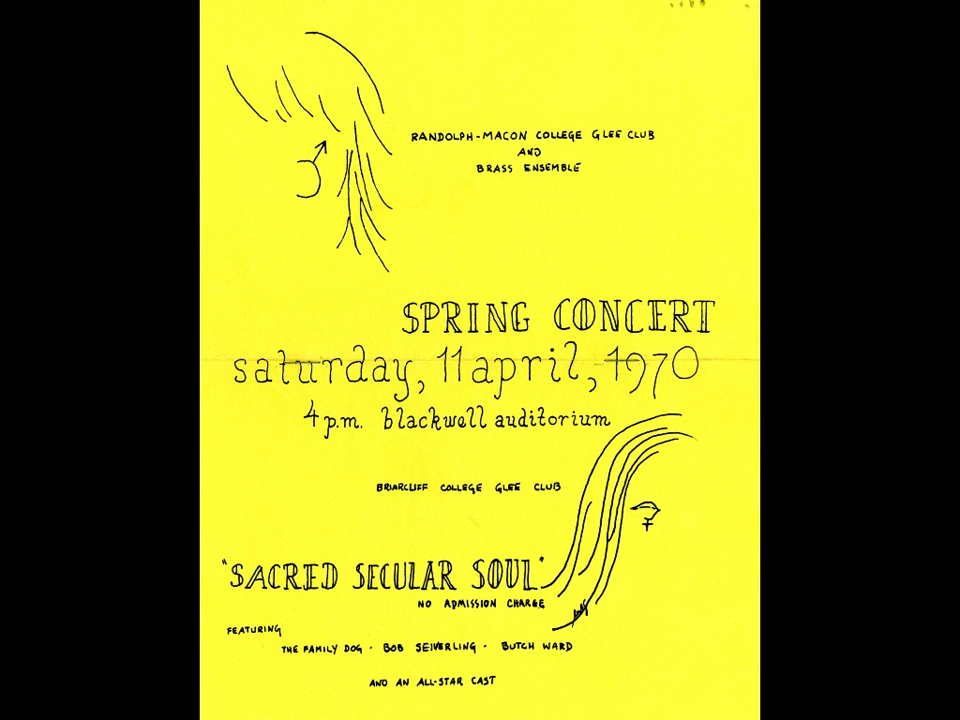 RANDOLPH-MACON COLLEGE GLEE CLUB
AND
BRASS ENSEMBLE
SPRING CONCERT
saturday, 11 april, 1970
4 p.m. blackwell auditorium
BRIARCLIFF COLLEGE GLEE CLUB
"SACRED SECULAR SOUL"
NO ADMISSION CHARGE
FEATURING
THE FAMILY DOG · BOB SEIVERLING · BUTCH WARD
AND AN ALL-STAR CAST